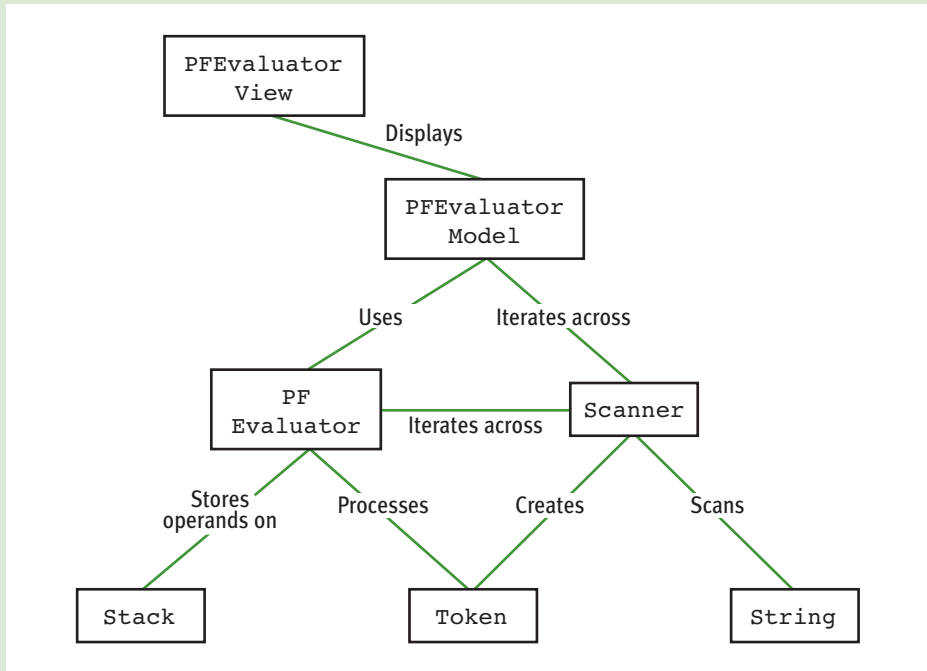 PFEvaluator
View
Displays
PFEvaluator
Model
Uses
Iterates across
PF
Evaluator
Iterates across
Scanner
Stores
operands on
Processes
Creates
Scans
Stack
Token
String